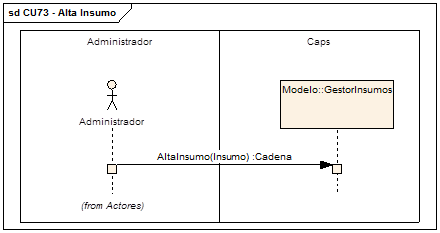 sd CU73 - Alta Insumo
Administrador
Caps
Modelo::GestorInsumos
Administrador
AltaInsumo(Insumo) :Cadena
(from Actores)